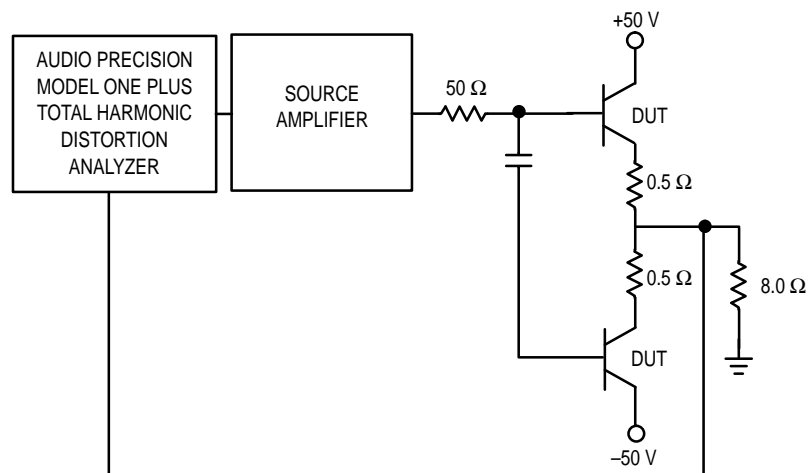 AUDIO PRECISION
MODEL ONE PLUS
TOTAL HARMONIC
DISTORTION
ANALYZER
SOURCE
AMPLIFIER
50 Ω
+50 V
DUT
0.5 Ω
0.5 Ω
8.0 Ω
DUT
–50 V